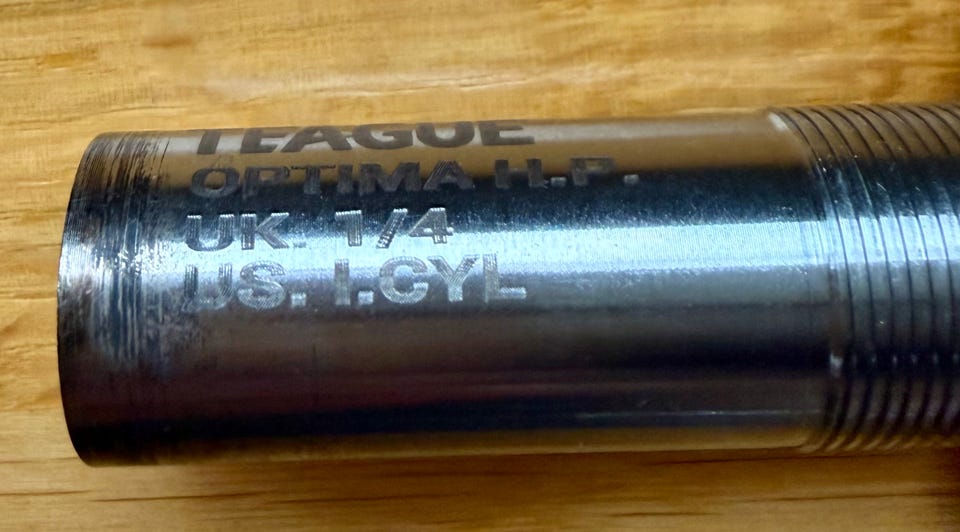 TEAGUE
OPTIMA H.P.
UK. 1/4
US. I.CYL